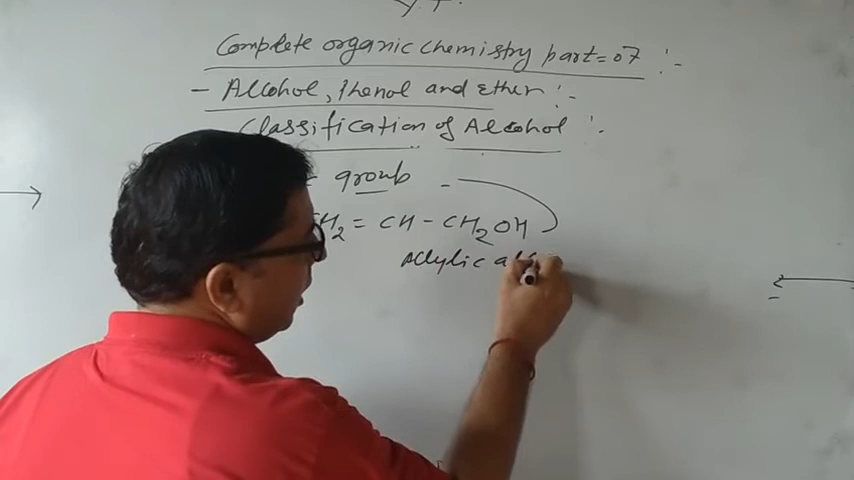 Complete organic chemistry part=07 :-
- Alcohol, Phenol and Ether :-
Classification of Alcohol :-
group -
H2 = CH - CH2OH
Allylic al